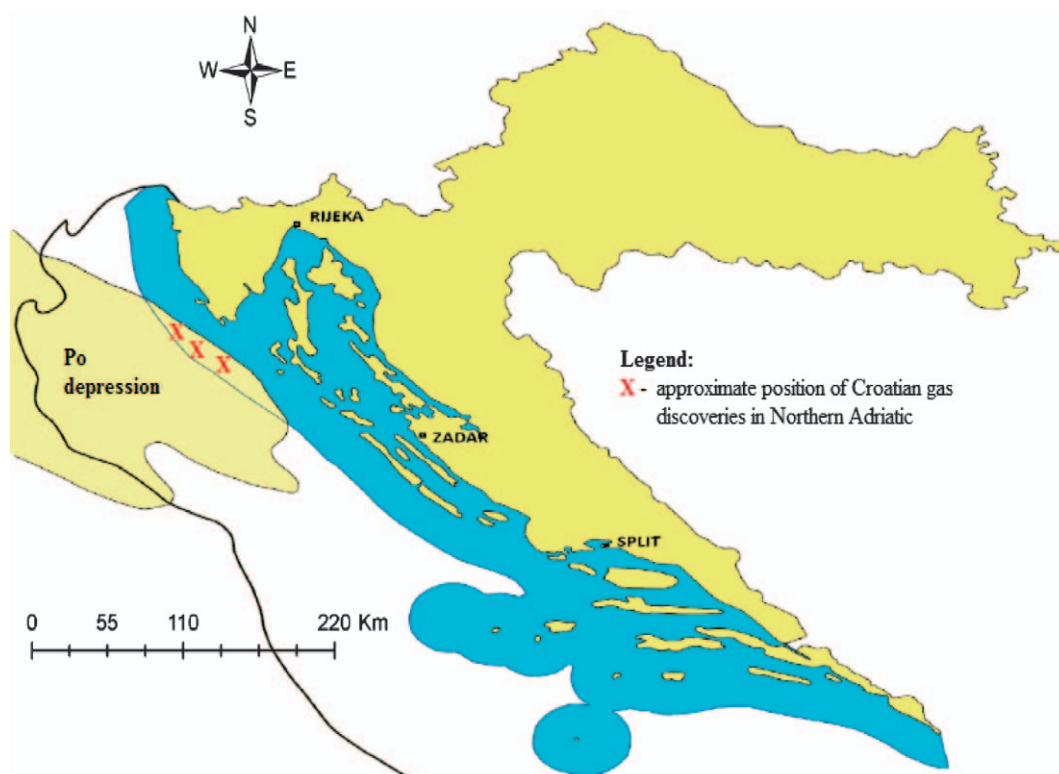 N
W E
S
RIJEKA
Po
depression
Legend:
X - approximate position of Croatian gas
discoveries in Northern Adriatic
X
X
X
ZADAR
SPLIT
0 55 110 220 Km